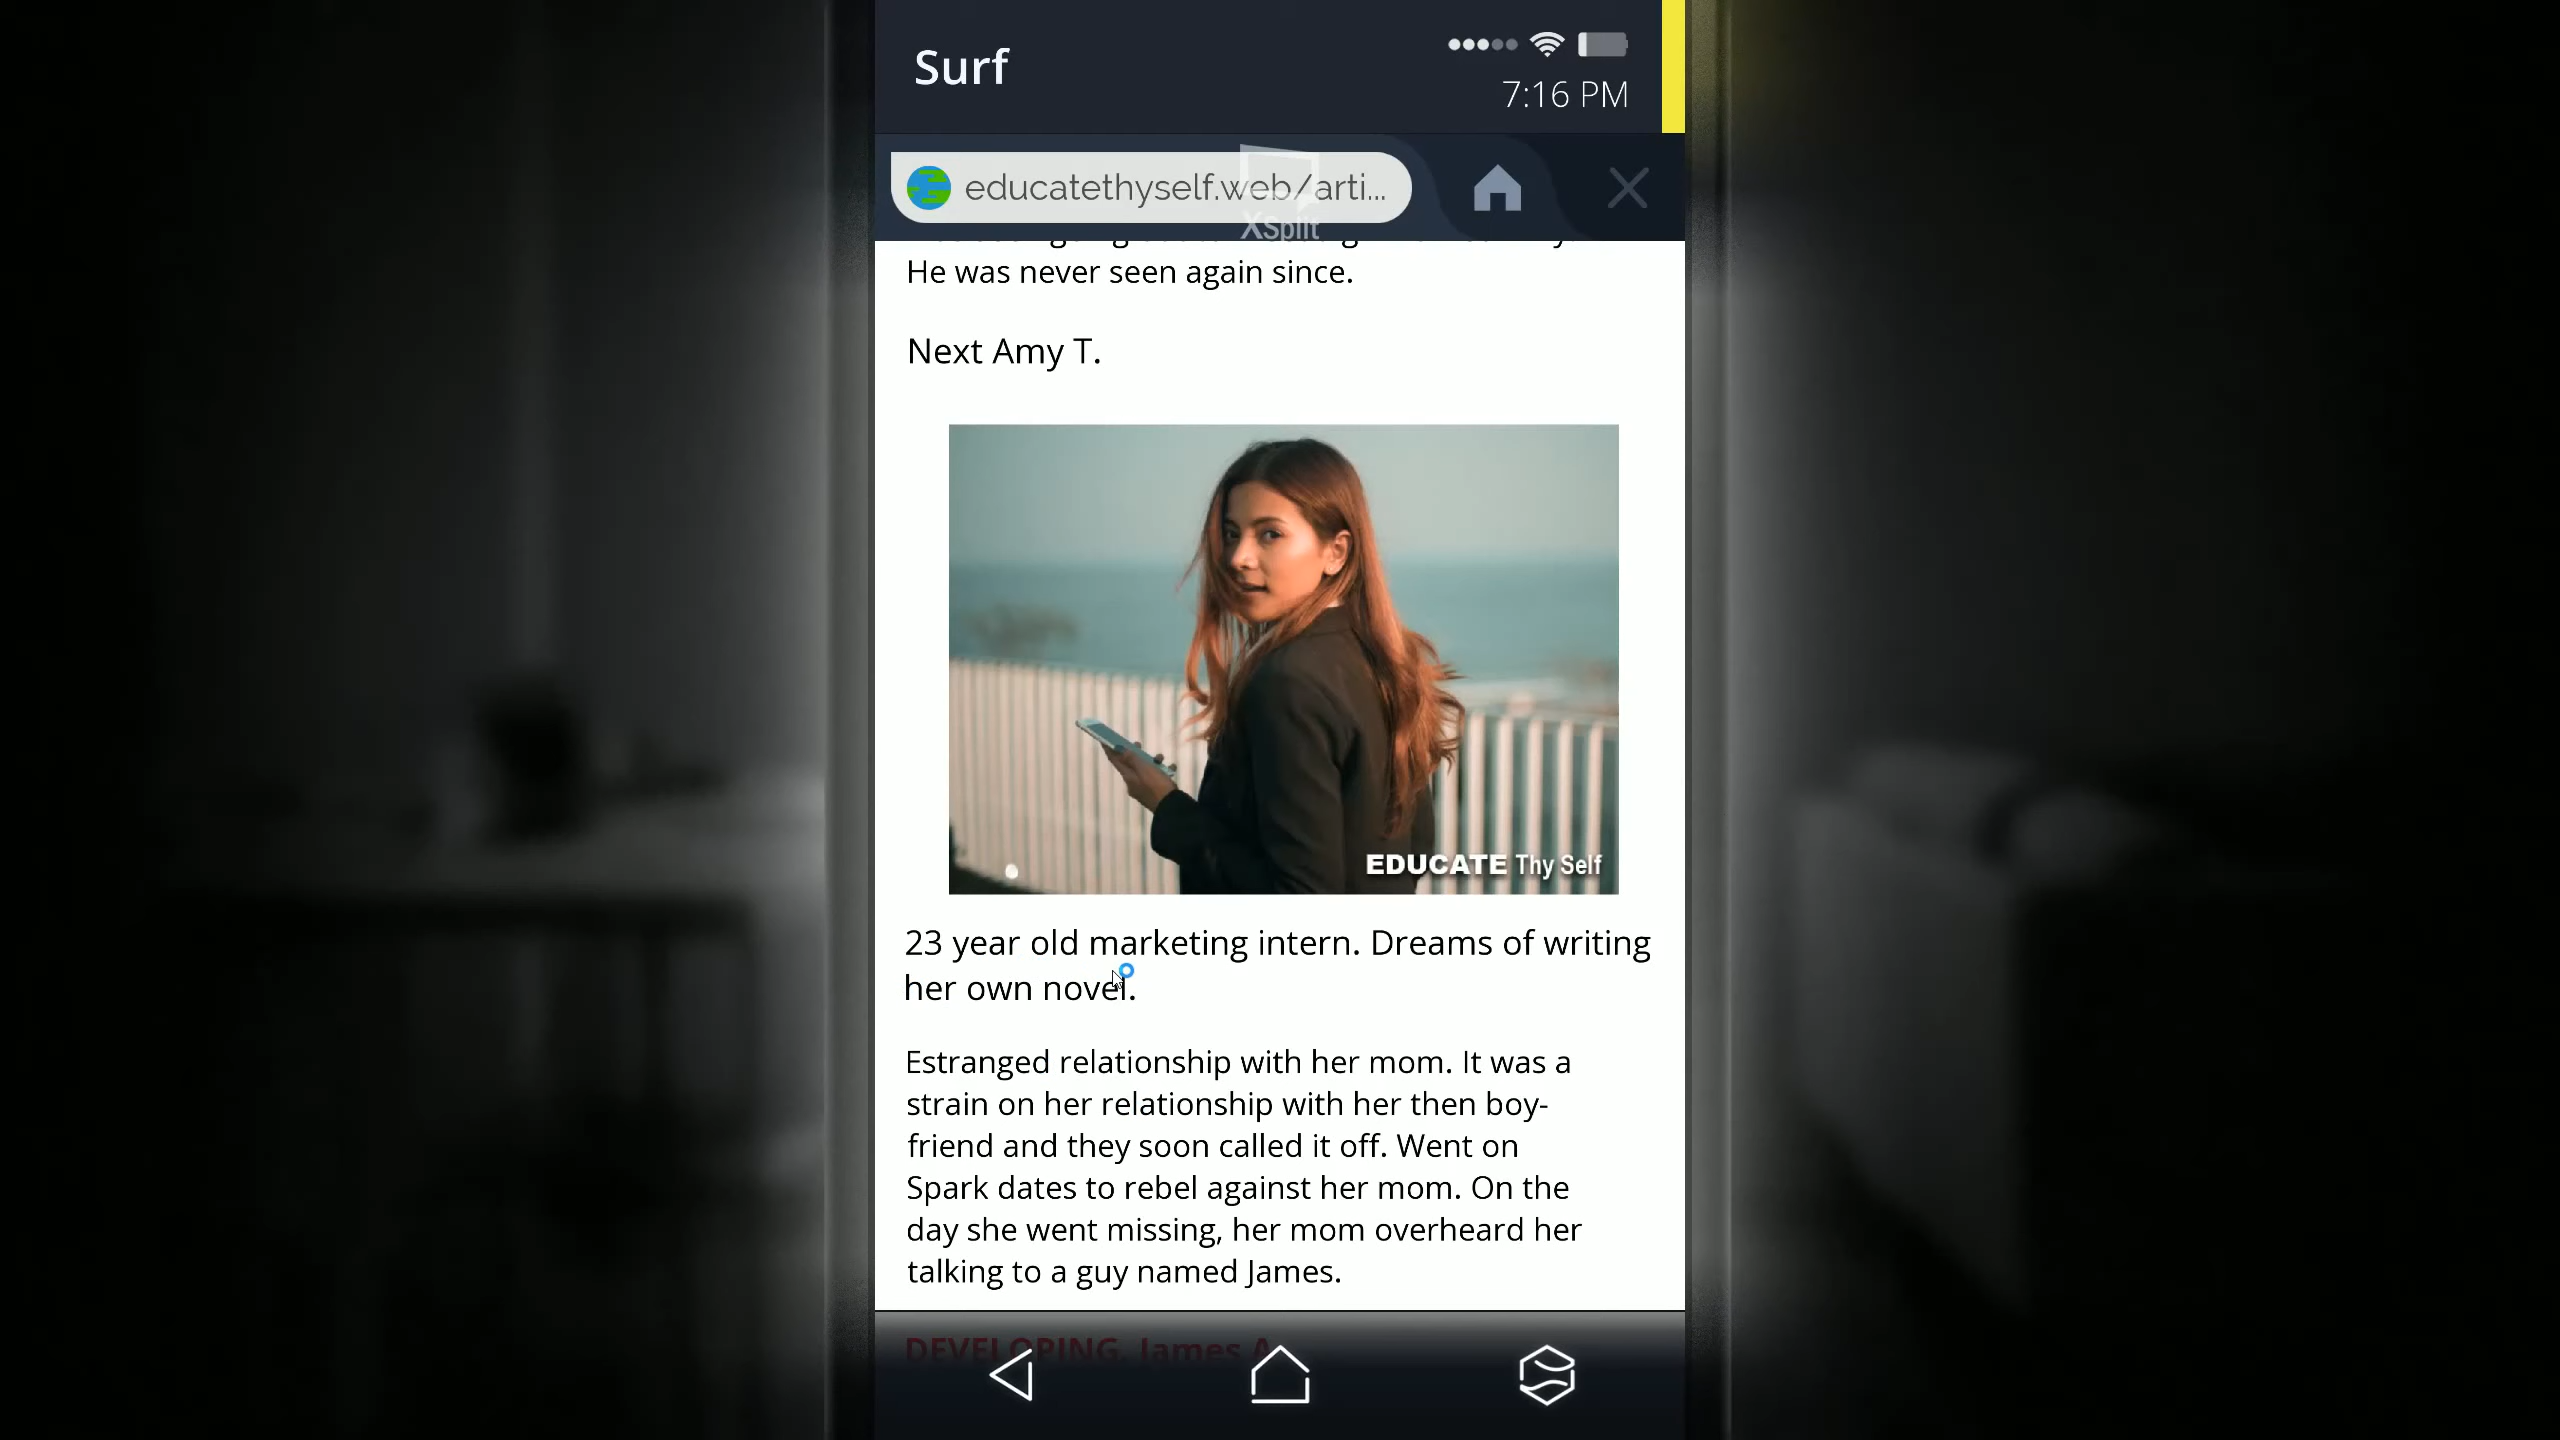 Surf
7:16 PM
educatethyself.web/arti...
XSplit
He was never seen again since.
Next Amy T.
EDUCATE Thy Self
23 year old marketing intern. Dreams of writing
her own novel.
Estranged relationship with her mom. It was a
strain on her relationship with her then boy-
friend and they soon called it off. Went on
Spark dates to rebel against her mom. On the
day she went missing, her mom overheard her
talking to a guy named James.
DEVELOPING. James A